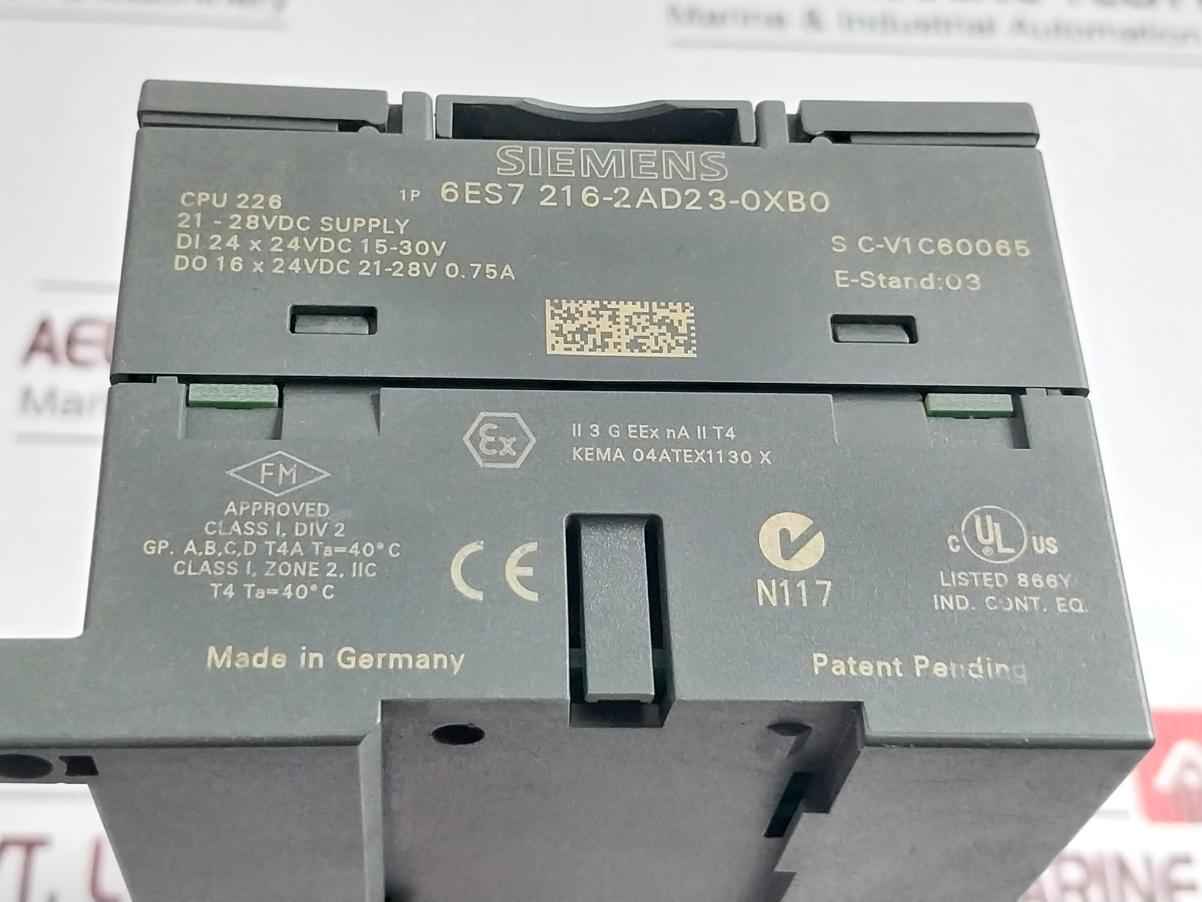 Marine & Industrial Automation
SIEMENS
1P 6ES7 216-2AD23-0XB0
CPU 226
21 - 28VDC SUPPLY
DI 24 x 24VDC 15-30V
DO 16 x 24VDC 21-28V 0.75A
S C-V1C60065
E-Stand:03
Ex
II 3 G EEx nA II T4
KEMA 04ATEX1130 X
FM
APPROVED
CLASS I, DIV 2
GP. A,B,C,D T4A Ta=40°C
CLASS I, ZONE 2, IIC
T4 Ta=40°C
CE
N117
C UL US
LISTED 866Y
IND. CONT. EQ.
Made in Germany
Patent Pending